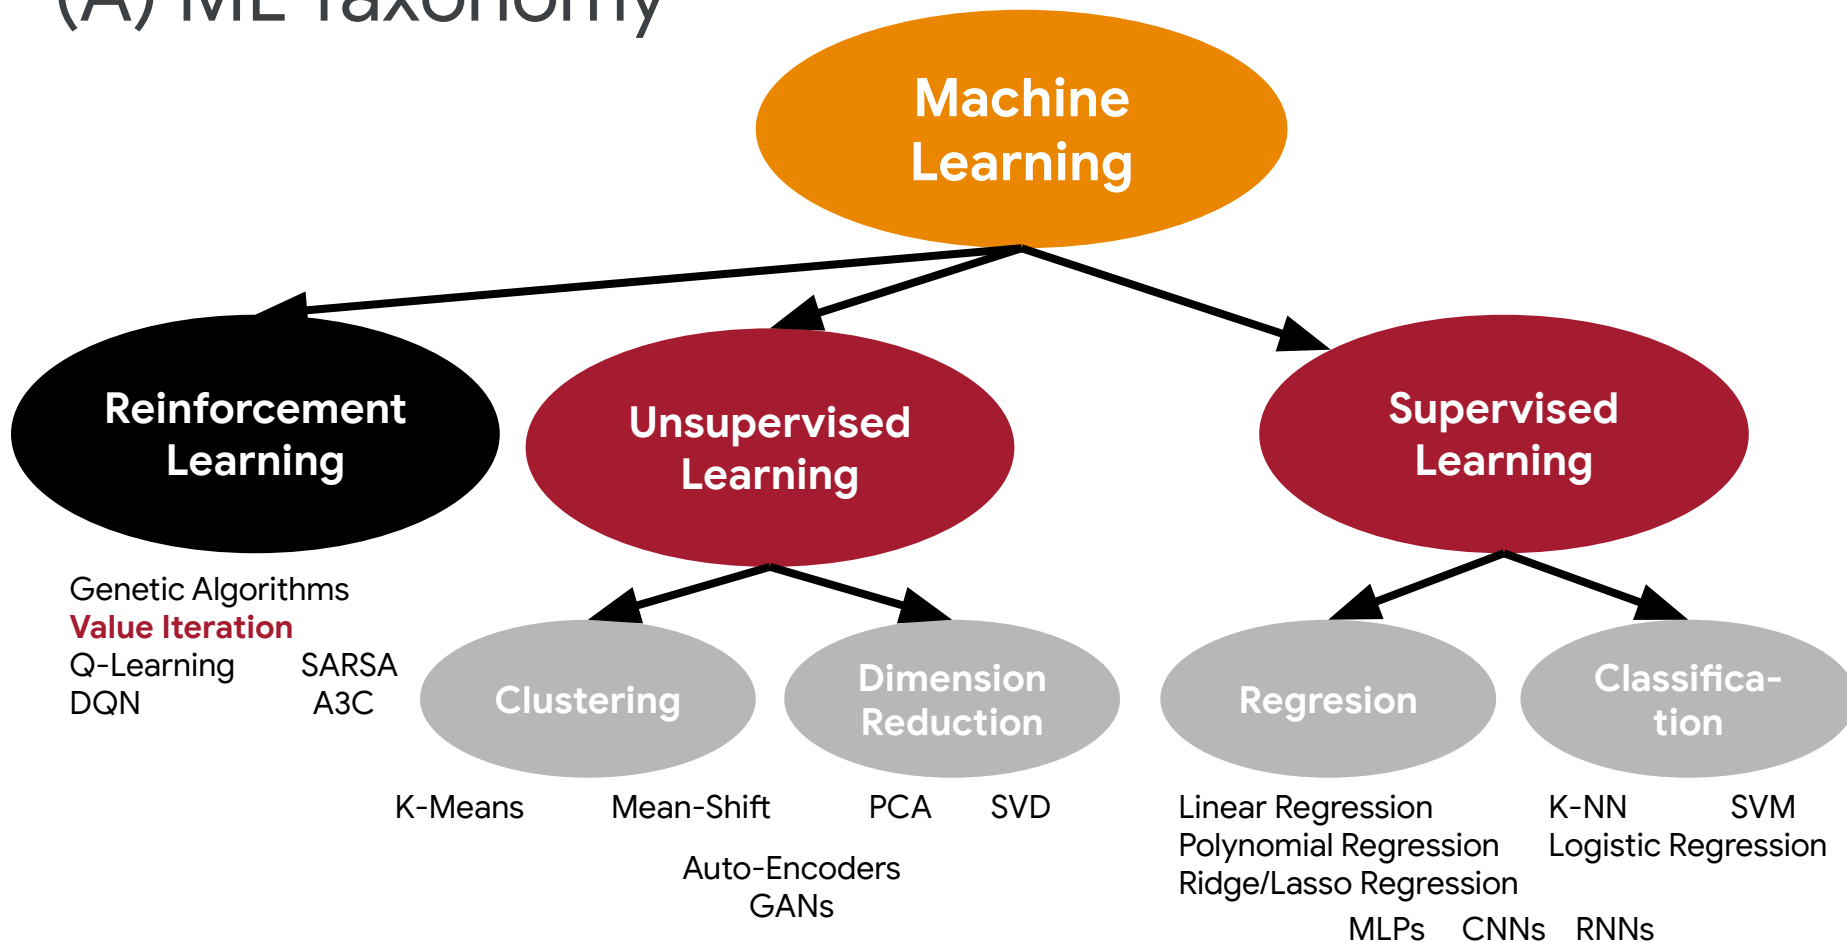 (A) ML Taxonomy
Machine
Learning
Reinforcement
Learning
Unsupervised
Learning
Supervised
Learning
Genetic Algorithms
Value Iteration
Q-Learning SARSA
DQN A3C
Clustering
Dimension
Reduction
Regresion
Classifica-
tion
K-Means Mean-Shift
PCA SVD
Auto-Encoders
GANs
Linear Regression
Polynomial Regression
Ridge/Lasso Regression
K-NN SVM
Logistic Regression
MLPs CNNs RNNs